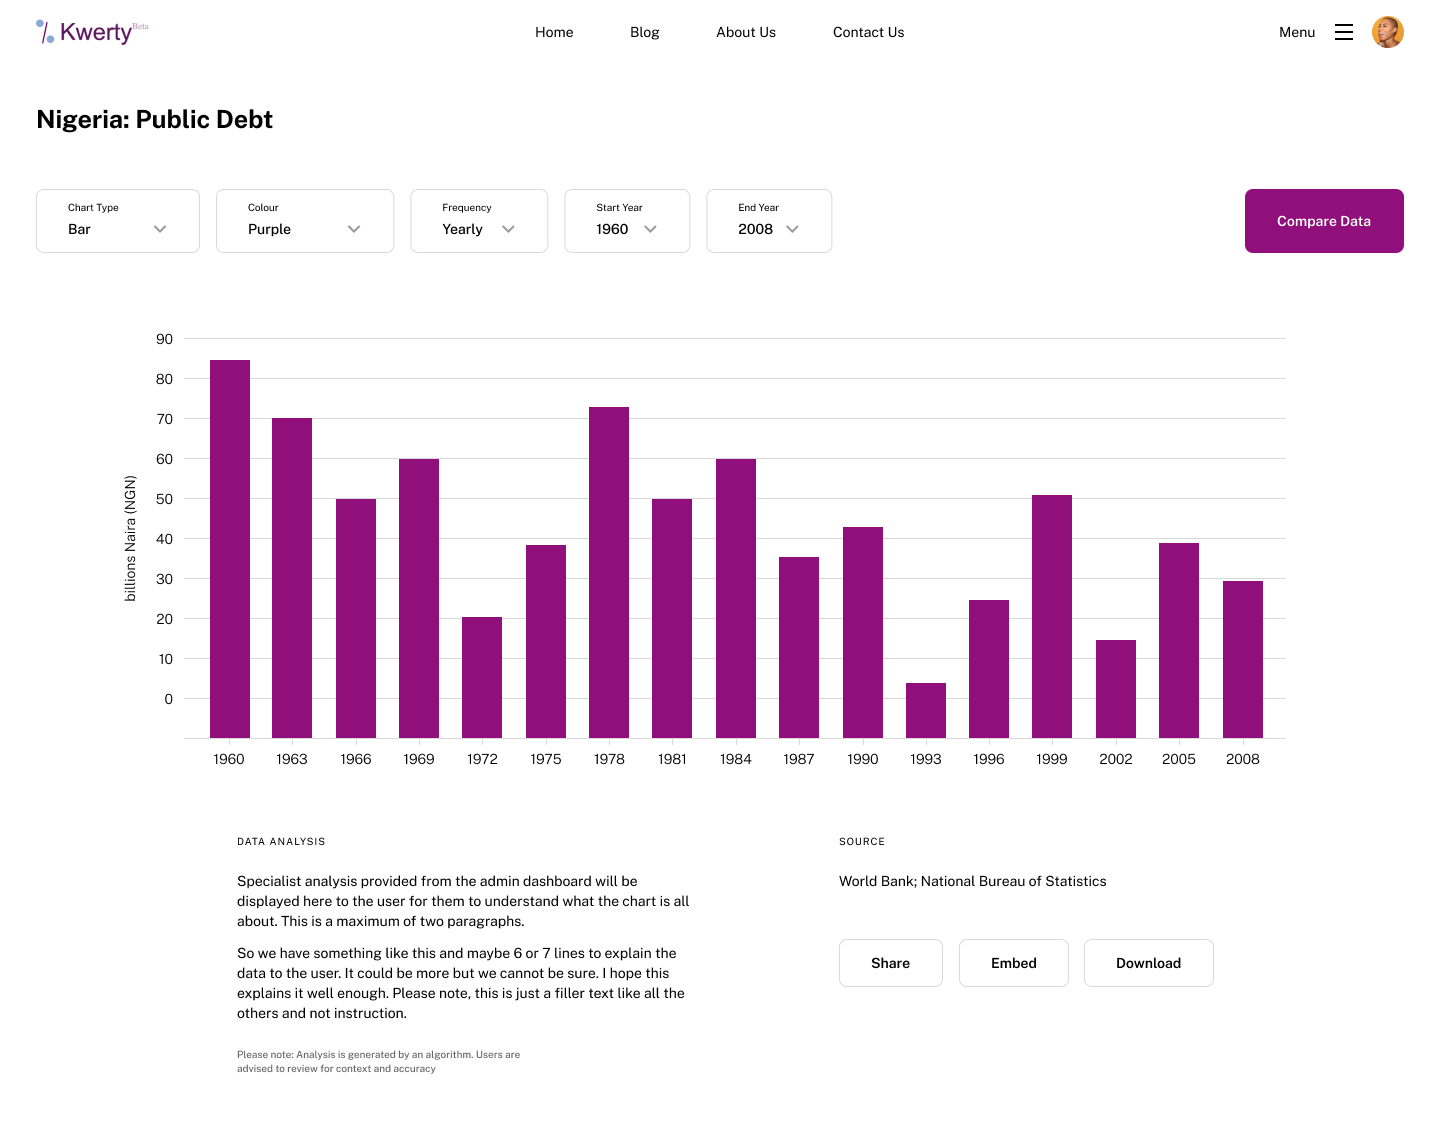 Kwerty Beta
Home Blog About Us Contact Us Menu
Nigeria: Public Debt
Chart Type Colour Frequency Start Year End Year
Bar Purple Yearly 1960 2008
Compare Data
90
80
70
60
50
40
30
20
10
0
billions Naira (NGN)
1960 1963 1966 1969 1972 1975 1978 1981 1984 1987 1990 1993 1996 1999 2002 2005 2008
DATA ANALYSIS
Specialist analysis provided from the admin dashboard will be
displayed here to the user for them to understand what the chart is all
about. This is a maximum of two paragraphs.
So we have something like this and maybe 6 or 7 lines to explain the
data to the user. It could be more but we cannot be sure. I hope this
explains it well enough. Please note, this is just a filler text like all the
others and not instruction.
Please note: Analysis is generated by an algorithm. Users are
advised to review for context and accuracy
SOURCE
World Bank; National Bureau of Statistics
Share Embed Download